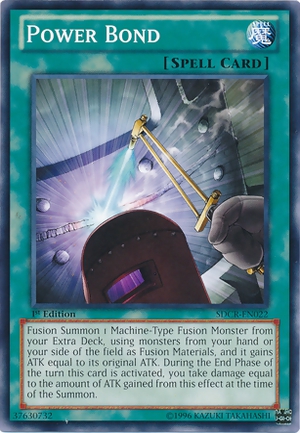 Power Bond
[SPELL CARD]
1st Edition
SDCR-EN022
Fusion Summon 1 Machine-Type Fusion Monster from
your Extra Deck, using monsters from your hand or
your side of the field as Fusion Materials, and it gains
ATK equal to its original ATK. During the End Phase of
the turn this card is activated, you take damage equal
to the amount of ATK gained from this effect at the time
of the Summon.
37630732
©1996 KAZUKI TAKAHASHI